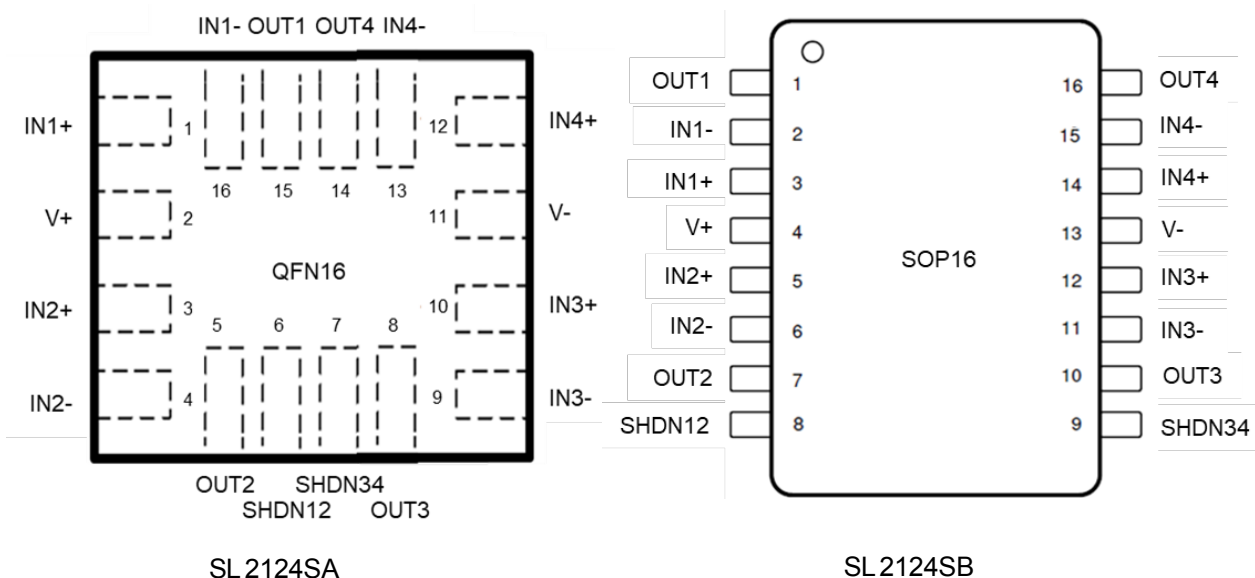 IN1- OUT1 OUT4 IN4-
IN1+ 1 12 IN4+
16 15 14 13
V+ 2 11 V-
QFN16
IN2+ 3 10 IN3+
5 6 7 8
IN2- 4 9 IN3-
OUT2 SHDN34
SHDN12 OUT3
SL2124SA
OUT1 1 16 OUT4
IN1- 2 15 IN4-
IN1+ 3 14 IN4+
V+ 4 13 V-
SOP16
IN2+ 5 12 IN3+
IN2- 6 11 IN3-
OUT2 7 10 OUT3
SHDN12 8 9 SHDN34
SL2124SB